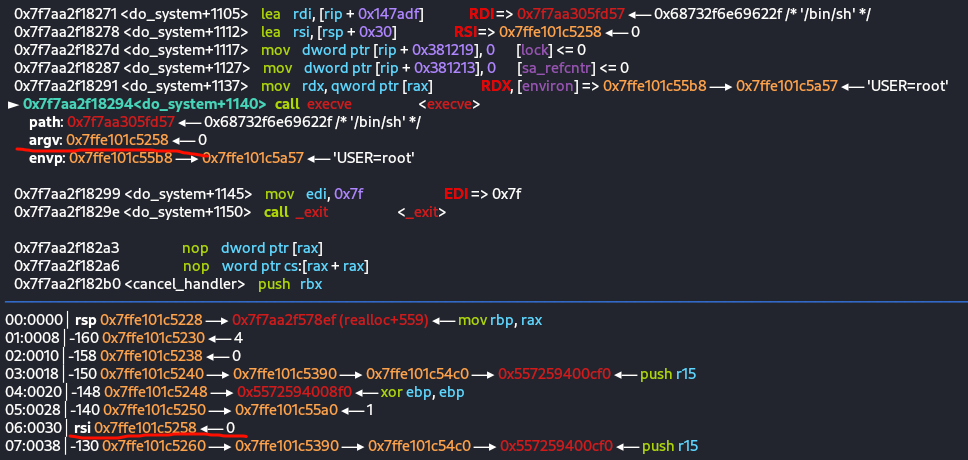 0x7f7aa2f18271 <do_system+1105> lea rdi, [rip + 0x147adf] RDI => 0x7f7aa305fd57 ◂— 0x68732f6e69622f /* '/bin/sh' */
0x7f7aa2f18278 <do_system+1112> lea rsi, [rsp + 0x30] RSI => 0x7ffe101c5258 ◂— 0
0x7f7aa2f1827d <do_system+1117> mov dword ptr [rip + 0x381219], 0 [lock] <= 0
0x7f7aa2f18287 <do_system+1127> mov dword ptr [rip + 0x381213], 0 [sa_refcntr] <= 0
0x7f7aa2f18291 <do_system+1137> mov rdx, qword ptr [rax] RDX, [environ] => 0x7ffe101c55b8 —▸ 0x7ffe101c5a57 ◂— 'USER=root'
► 0x7f7aa2f18294<do_system+1140> call execve <execve>
path: 0x7f7aa305fd57 ◂— 0x68732f6e69622f /* '/bin/sh' */
argv: 0x7ffe101c5258 ◂— 0
envp: 0x7ffe101c55b8 —▸ 0x7ffe101c5a57 ◂— 'USER=root'
0x7f7aa2f18299 <do_system+1145> mov edi, 0x7f EDI => 0x7f
0x7f7aa2f1829e <do_system+1150> call _exit <_exit>
0x7f7aa2f182a3 nop dword ptr [rax]
0x7f7aa2f182a6 nop word ptr cs:[rax + rax]
0x7f7aa2f182b0 <cancel_handler> push rbx
00:0000│ rsp 0x7ffe101c5228 —▸ 0x7f7aa2f578ef (realloc+559) ◂— mov rbp, rax
01:0008│ -160 0x7ffe101c5230 ◂— 4
02:0010│ -158 0x7ffe101c5238 ◂— 0
03:0018│ -150 0x7ffe101c5240 —▸ 0x7ffe101c5390 —▸ 0x7ffe101c54c0 —▸ 0x557259400cf0 ◂— push r15
04:0020│ -148 0x7ffe101c5248 —▸ 0x5572594008f0 ◂— xor ebp, ebp
05:0028│ -140 0x7ffe101c5250 —▸ 0x7ffe101c55a0 ◂— 1
06:0030│ rsi 0x7ffe101c5258 ◂— 0
07:0038│ -130 0x7ffe101c5260 —▸ 0x7ffe101c5390 —▸ 0x7ffe101c54c0 —▸ 0x557259400cf0 ◂— push r15